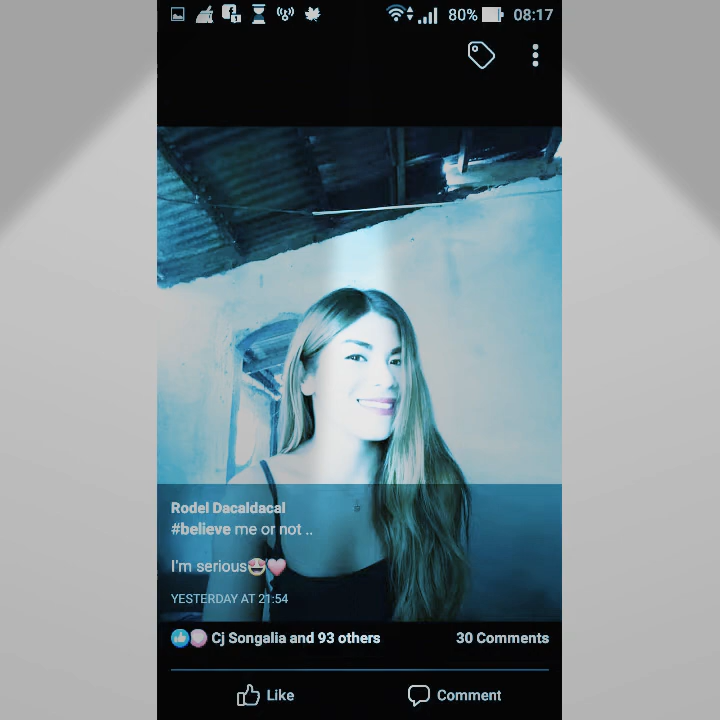 80% 08:17
Rodel Dacaldacal
#believe me or not ..
I'm serious😍💗
YESTERDAY AT 21:54
Cj Songalia and 93 others 30 Comments
Like Comment